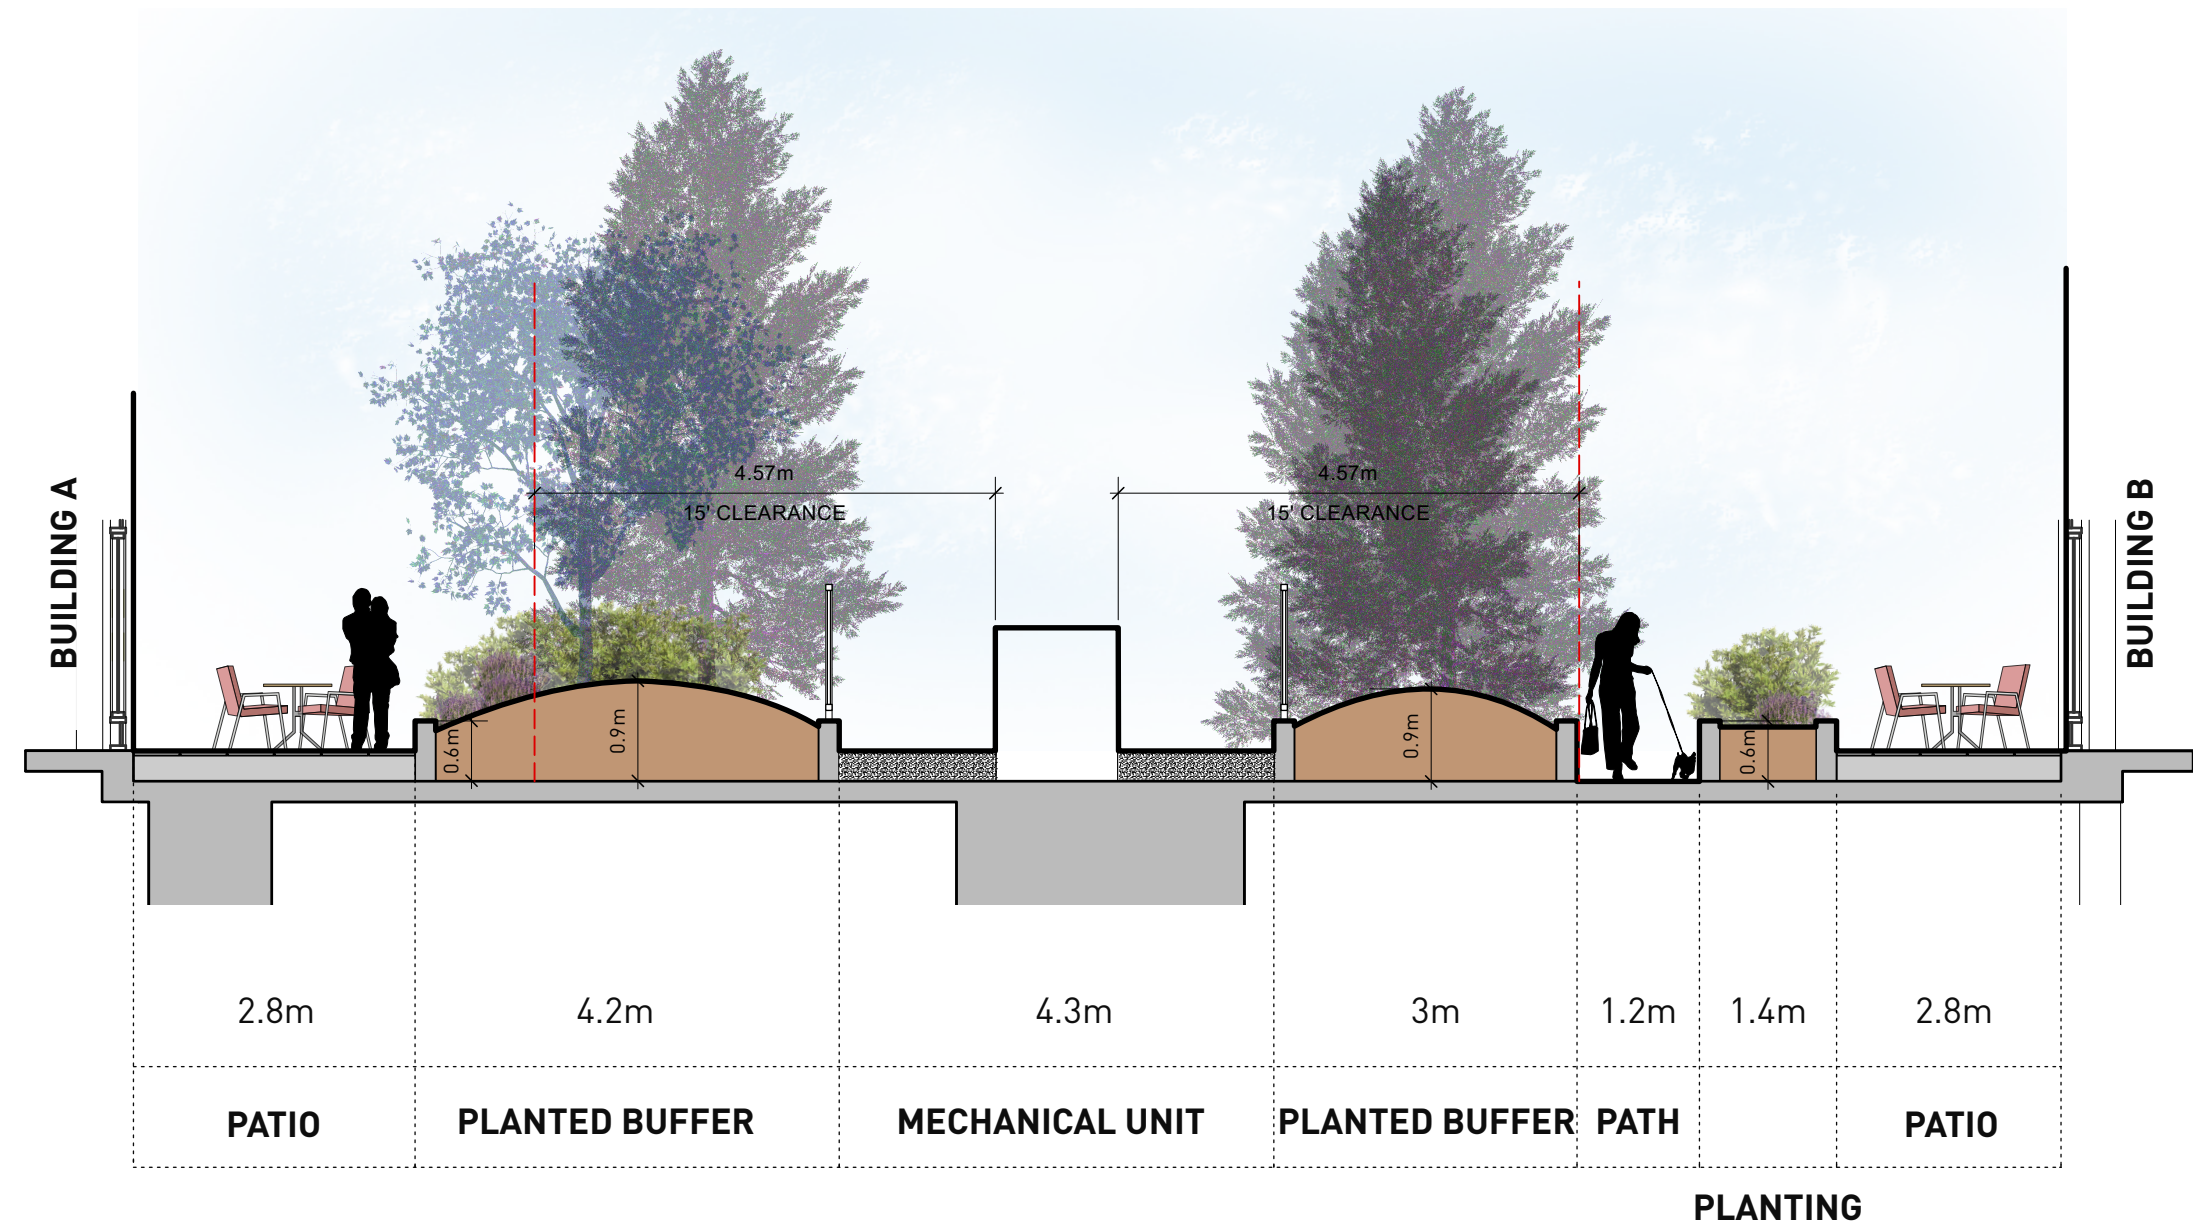 4.57m
15' CLEARANCE
4.57m
15' CLEARANCE
BUILDING A
BUILDING B
0.6m
0.9m
0.9m
0.6m
2.8m
4.2m
4.3m
3m
1.2m
1.4m
2.8m
PATIO
PLANTED BUFFER
MECHANICAL UNIT
PLANTED BUFFER
PATH
PATIO
PLANTING